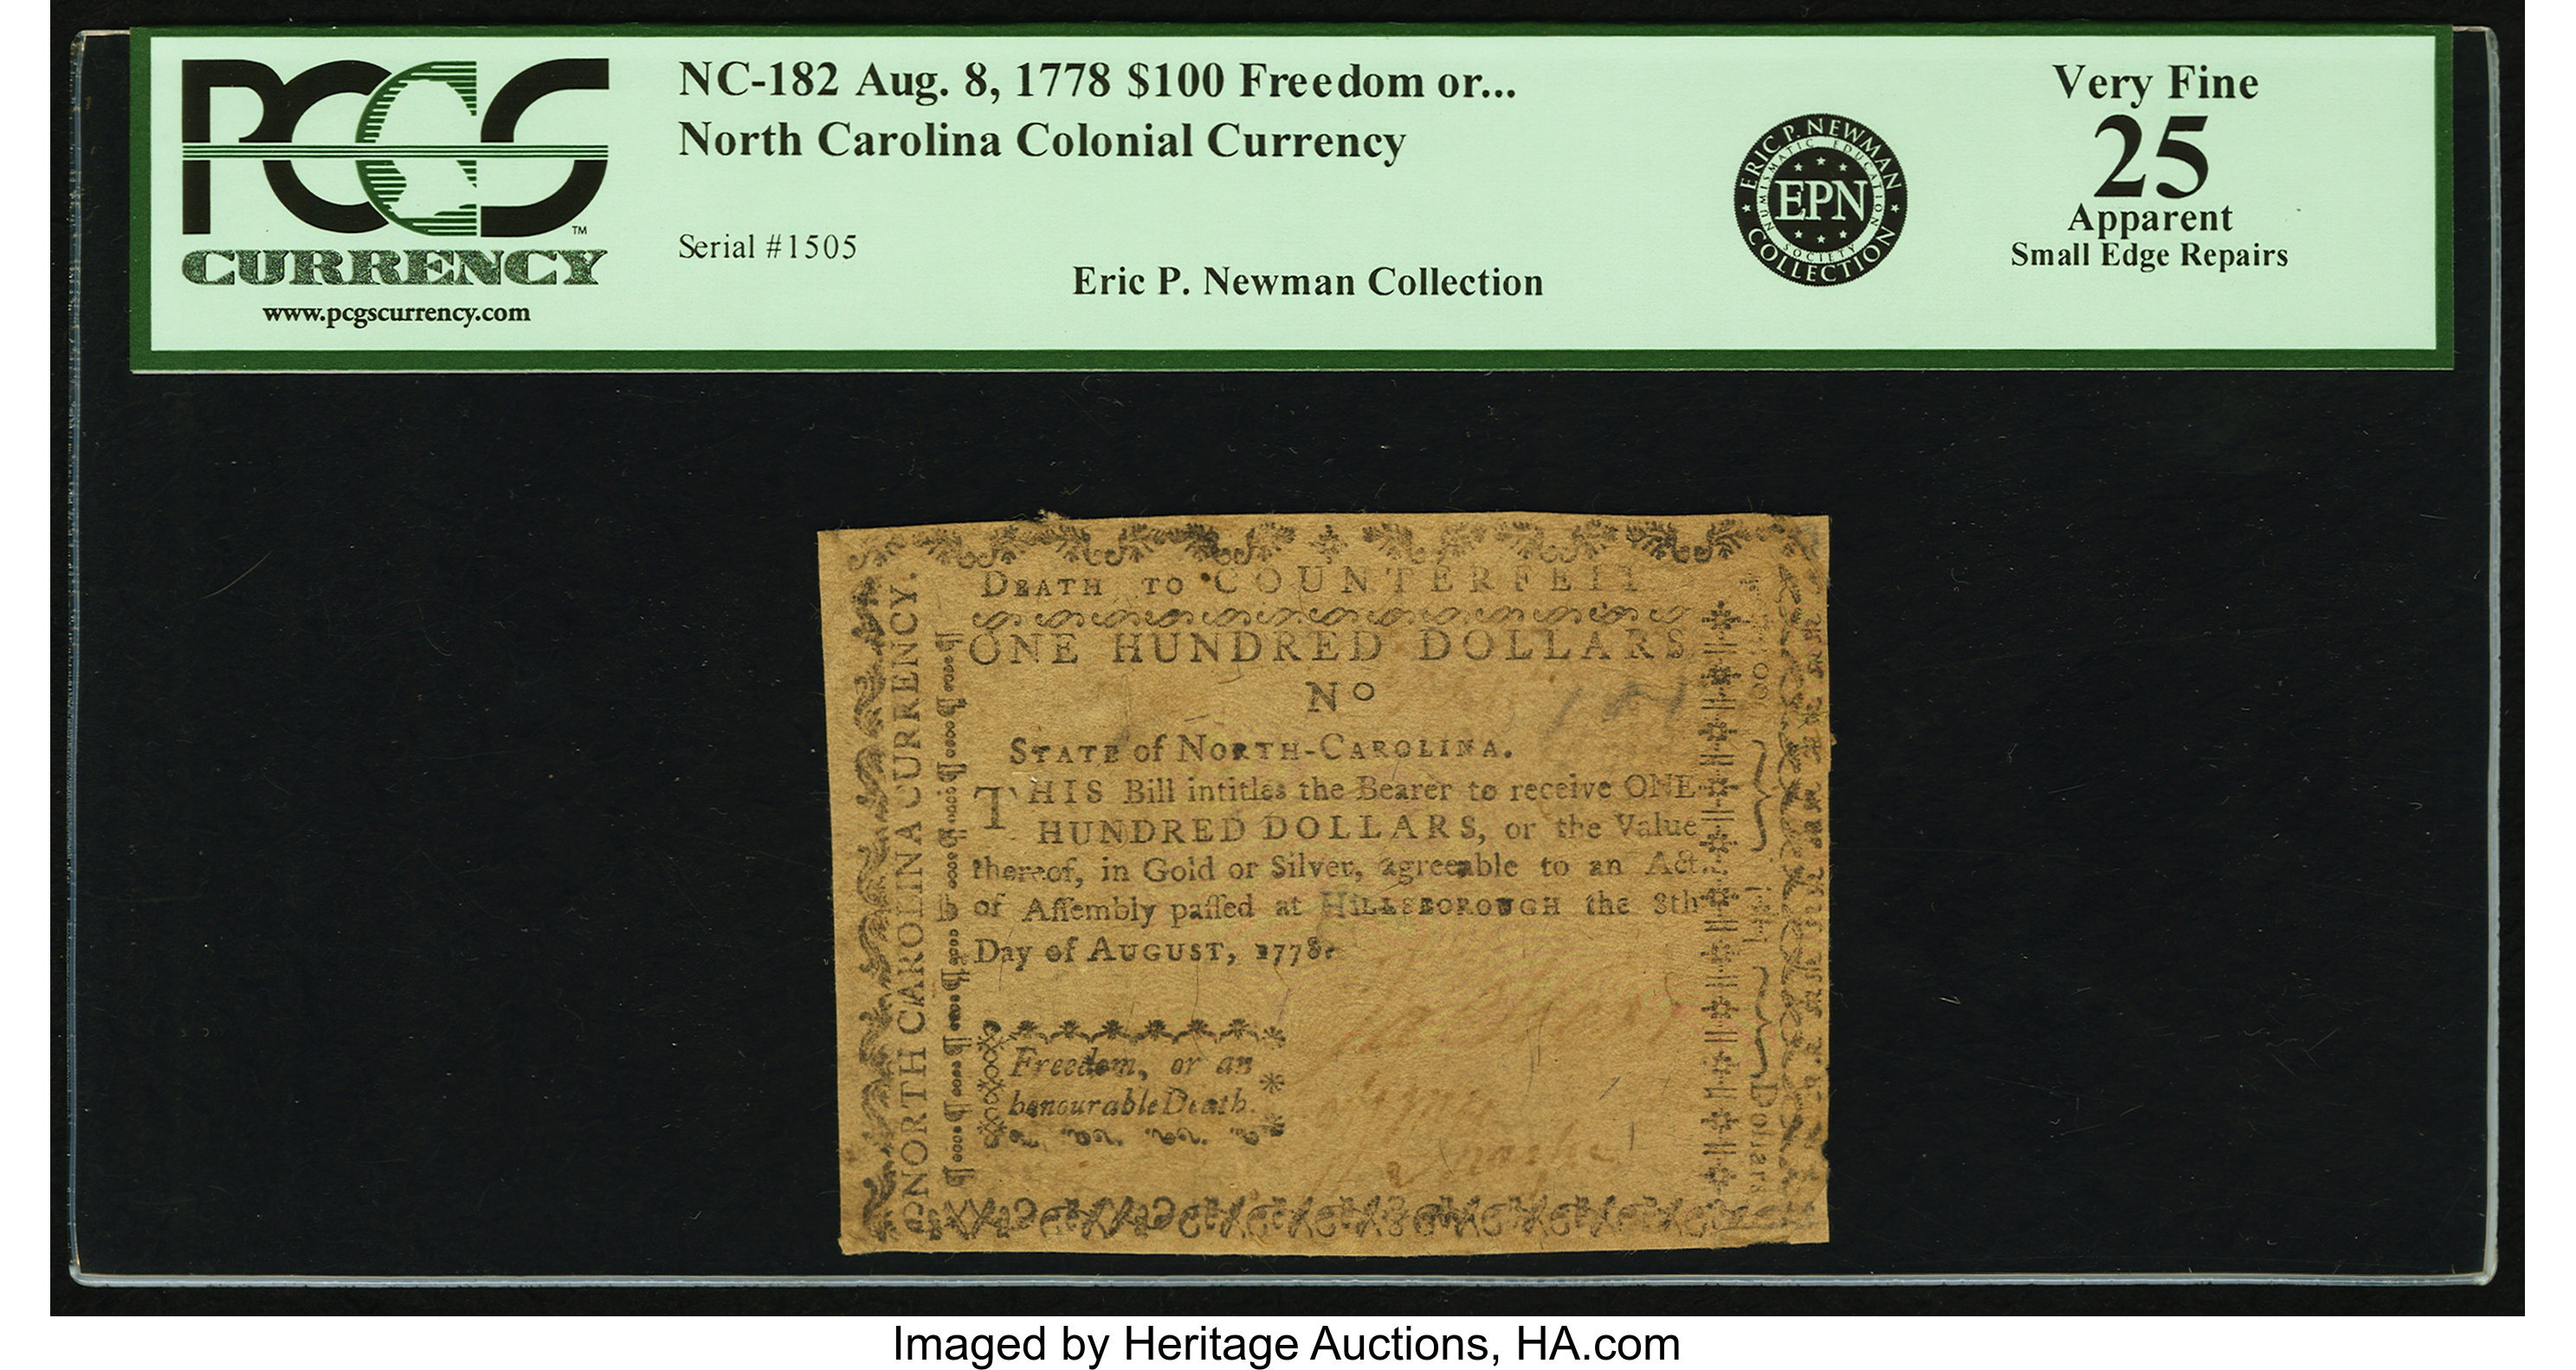 PCGS
TM
CURRENCY
www.pcgscurrency.com
NC-182 Aug. 8, 1778 $100 Freedom or...
North Carolina Colonial Currency
Serial #1505
Eric P. Newman Collection
ERIC P. NEWMAN
NUMISMATIC EDUCATION
EPN
SOCIETY
COLLECTION
Very Fine
25
Apparent
Small Edge Repairs
DEATH TO COUNTERFEIT
ONE HUNDRED DOLLARS
No
STATE of NORTH-CAROLINA.
THIS Bill intitles the Bearer to receive ONE
HUNDRED DOLLARS, or the Value
thereof, in Gold or Silver, agreeable to an Act
of Assembly passed at HILLSBOROUGH the 8th
Day of AUGUST, 1778.
Freedom, or an
honourable Death.
NORTH CAROLINA CURRENCY.
Dollars
Imaged by Heritage Auctions, HA.com